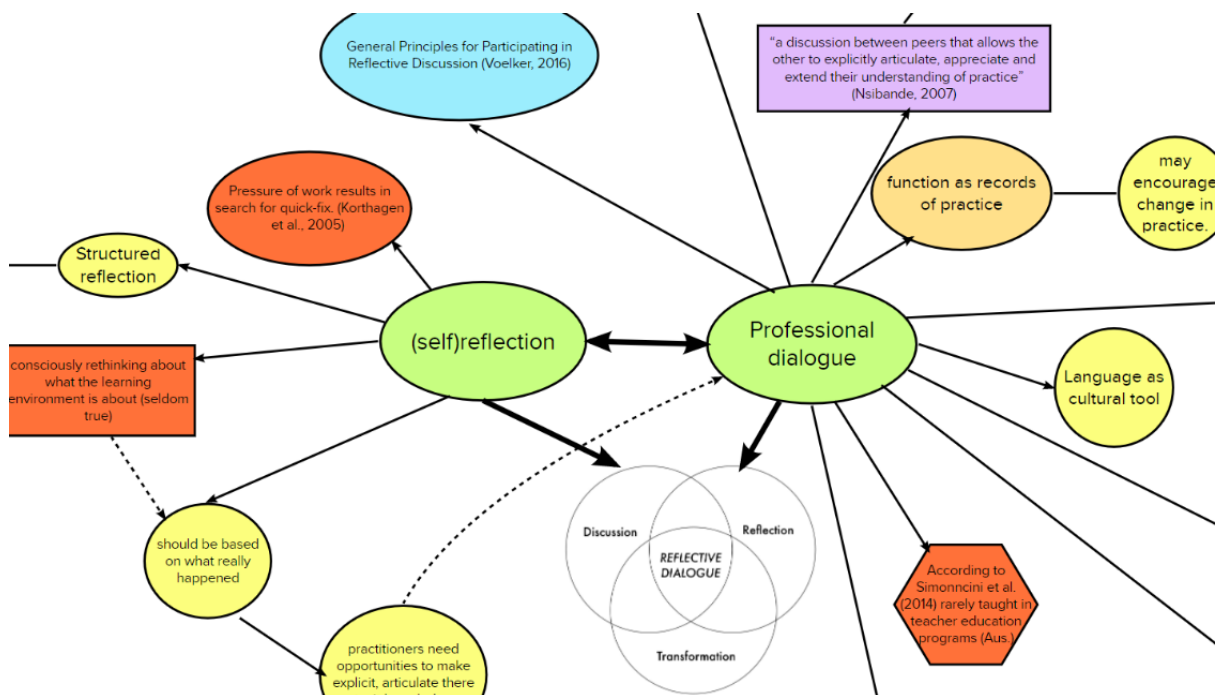 General Principles for Participating in
Reflective Discussion (Voelker, 2016)
“a discussion between peers that allows the
other to explicitly articulate, appreciate and
extend their understanding of practice”
(Nsibande, 2007)
Pressure of work results in
search for quick-fix. (Korthagen
et al., 2005)
function as records
of practice
may
encourage
change in
practice.
Structured
reflection
(self)reflection
Professional
dialogue
consciously rethinking about
what the learning
environment is about (seldom
true)
Language as
cultural tool
should be based
on what really
happened
Discussion
Reflection
REFLECTIVE
DIALOGUE
Transformation
According to
Simonncini et al.
(2014) rarely taught in
teacher education
programs (Aus.)
practitioners need
opportunities to make
explicit, articulate there